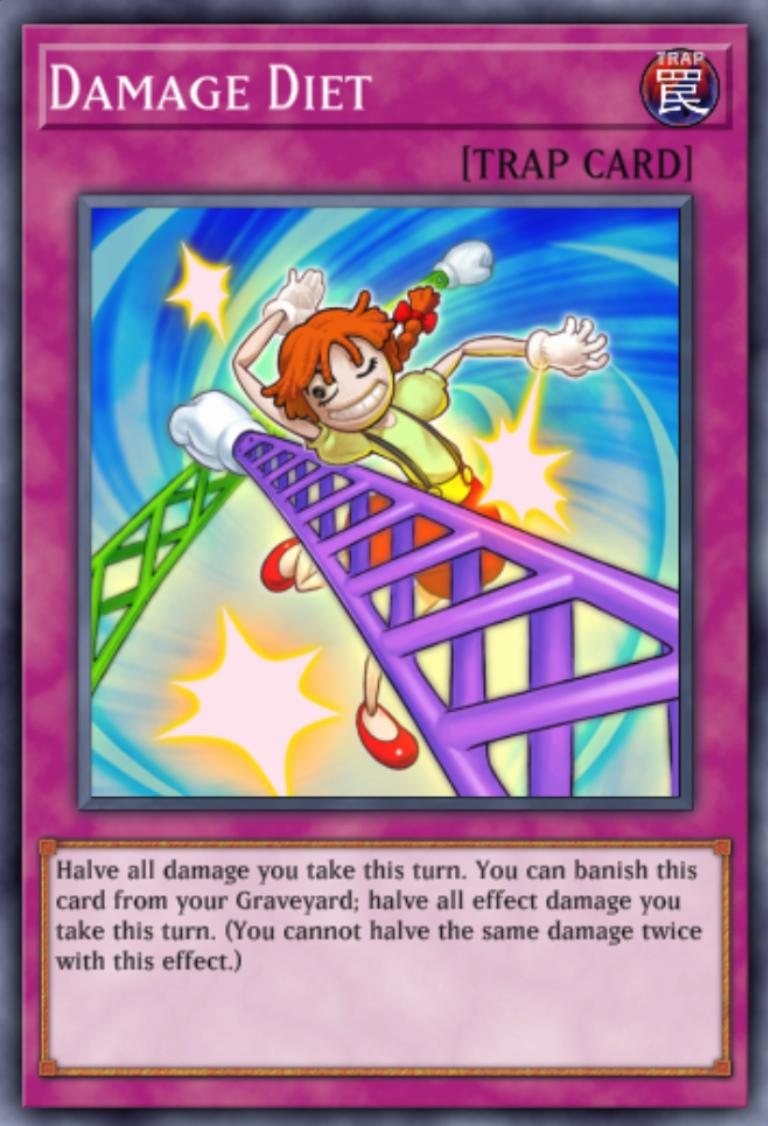 DAMAGE DIET
TRAP
罠
[TRAP CARD]
Halve all damage you take this turn. You can banish this
card from your Graveyard; halve all effect damage you
take this turn. (You cannot halve the same damage twice
with this effect.)